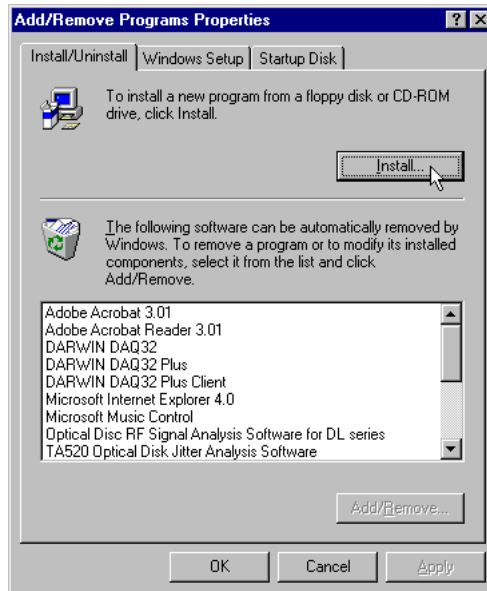 Add/Remove Programs Properties
Install/Uninstall Windows Setup Startup Disk
To install a new program from a floppy disk or CD-ROM
drive, click Install.
Install...
The following software can be automatically removed by
Windows. To remove a program or to modify its installed
components, select it from the list and click
Add/Remove.
Adobe Acrobat 3.01
Adobe Acrobat Reader 3.01
DARWIN DAQ32
DARWIN DAQ32 Plus
DARWIN DAQ32 Plus Client
Microsoft Internet Explorer 4.0
Microsoft Music Control
Optical Disc RF Signal Analysis Software for DL series
TA520 Optical Disk Jitter Analysis Software
Add/Remove...
OK Cancel Apply